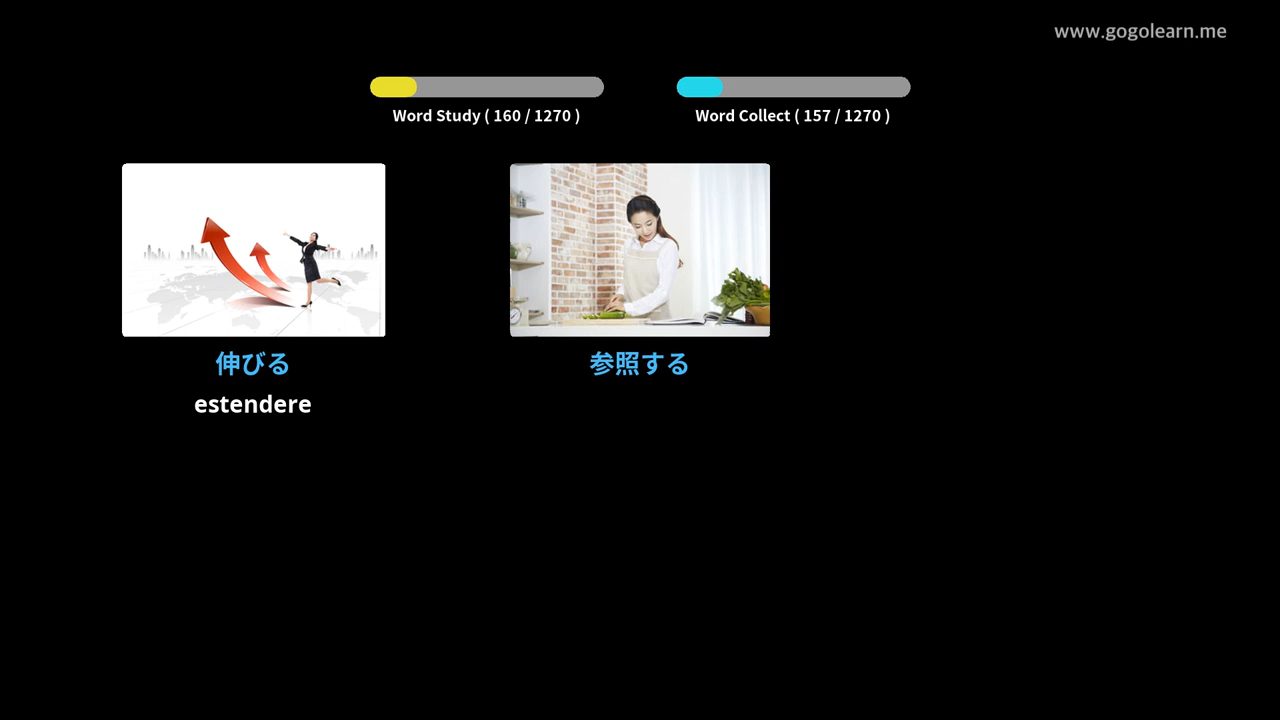 www.gogolearn.me
Word Study ( 160 / 1270 )
Word Collect ( 157 / 1270 )
伸びる
参照する
estendere